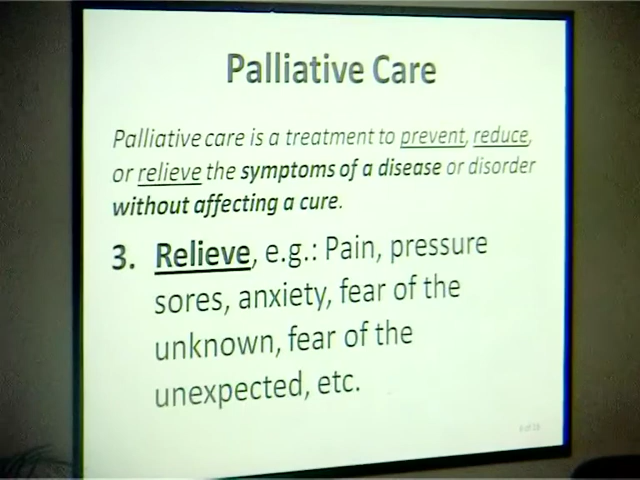 Palliative Care
Palliative care is a treatment to prevent, reduce,
or relieve the symptoms of a disease or disorder
without affecting a cure.
3. Relieve, e.g.: Pain, pressure
sores, anxiety, fear of the
unknown, fear of the
unexpected, etc.